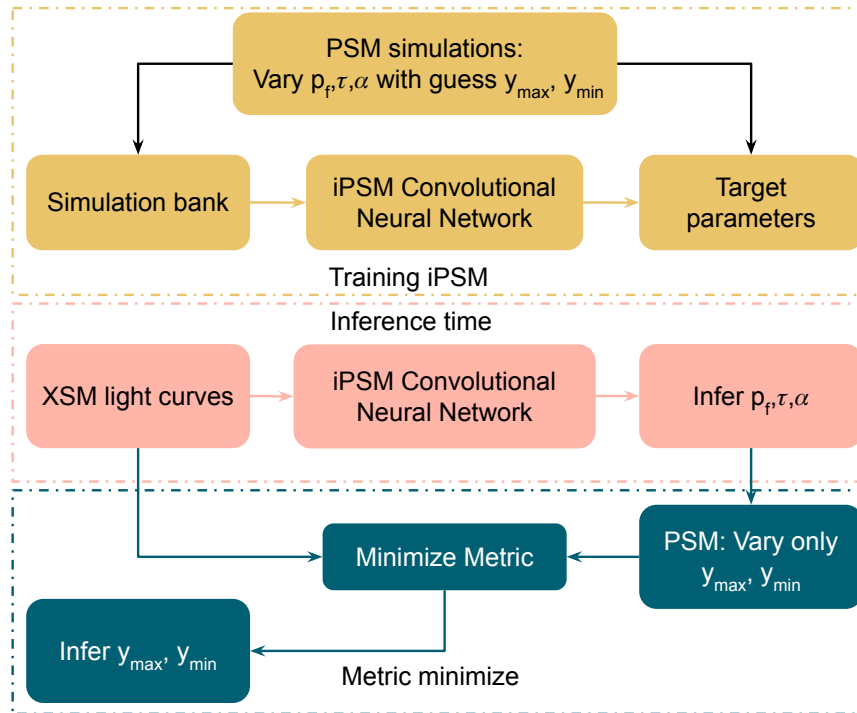 PSM simulations:
Vary p_f,τ,α with guess y_max, y_min
Simulation bank
iPSM Convolutional
Neural Network
Target
parameters
Training iPSM
Inference time
XSM light curves
iPSM Convolutional
Neural Network
Infer p_f,τ,α
Minimize Metric
PSM: Vary only
y_max, y_min
Infer y_max, y_min
Metric minimize